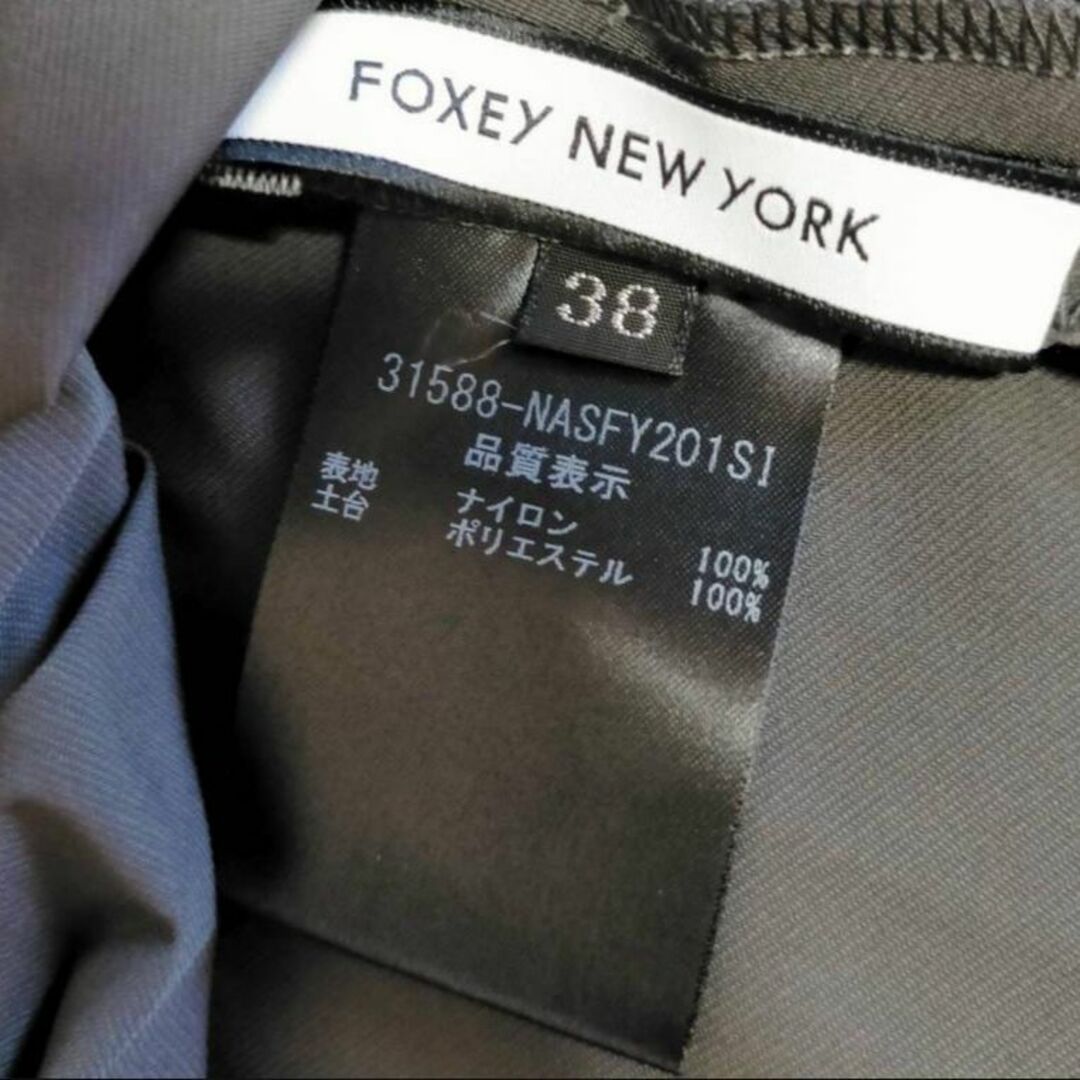 FOXEY NEW YORK
38
31588-NASFY201SI
品質表示
表地 ナイロン 100%
土台 ポリエステル 100%